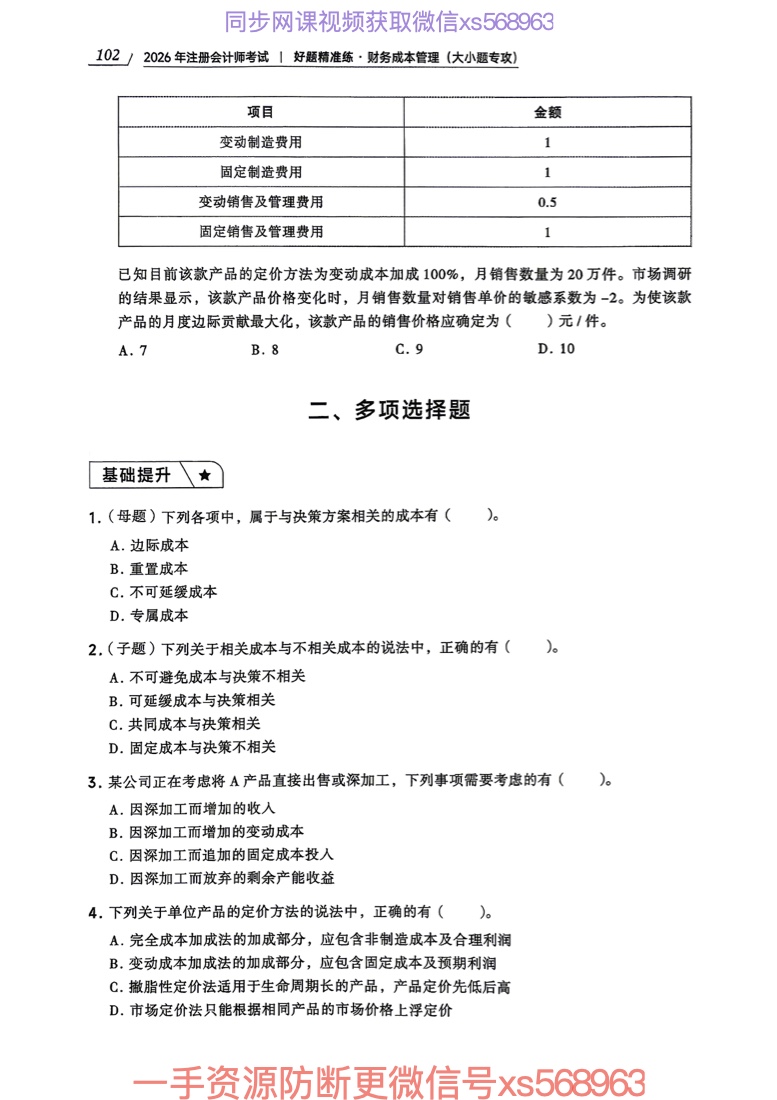 同步网课视频获取微信xs568963
102 / 2026 年注册会计师考试 | 好题精准练·财务成本管理（大小题专攻）
项目 金额
变动制造费用 1
固定制造费用 1
变动销售及管理费用 0.5
固定销售及管理费用 1
已知目前该款产品的定价方法为变动成本加成 100%，月销售数量为 20 万件。市场调研
的结果显示，该款产品价格变化时，月销售数量对销售单价的敏感系数为 -2。为使该款
产品的月度边际贡献最大化，该款产品的销售价格应确定为（ ）元 / 件。
A. 7 B. 8 C. 9 D. 10
二、多项选择题
基础提升 ★
1.（母题）下列各项中，属于与决策方案相关的成本有（ ）。
A. 边际成本
B. 重置成本
C. 不可延缓成本
D. 专属成本
2.（子题）下列关于相关成本与不相关成本的说法中，正确的有（ ）。
A. 不可避免成本与决策不相关
B. 可延缓成本与决策相关
C. 共同成本与决策相关
D. 固定成本与决策不相关
3. 某公司正在考虑将 A 产品直接出售或深加工，下列事项需要考虑的有（ ）。
A. 因深加工而增加的收入
B. 因深加工而增加的变动成本
C. 因深加工而追加的固定成本投入
D. 因深加工而放弃的剩余产能收益
4. 下列关于单位产品的定价方法的说法中，正确的有（ ）。
A. 完全成本加成法的加成部分，应包含非制造成本及合理利润
B. 变动成本加成法的加成部分，应包含固定成本及预期利润
C. 撇脂性定价法适用于生命周期长的产品，产品定价先低后高
D. 市场定价法只能根据相同产品的市场价格上浮定价
一手资源防断更微信号xs568963